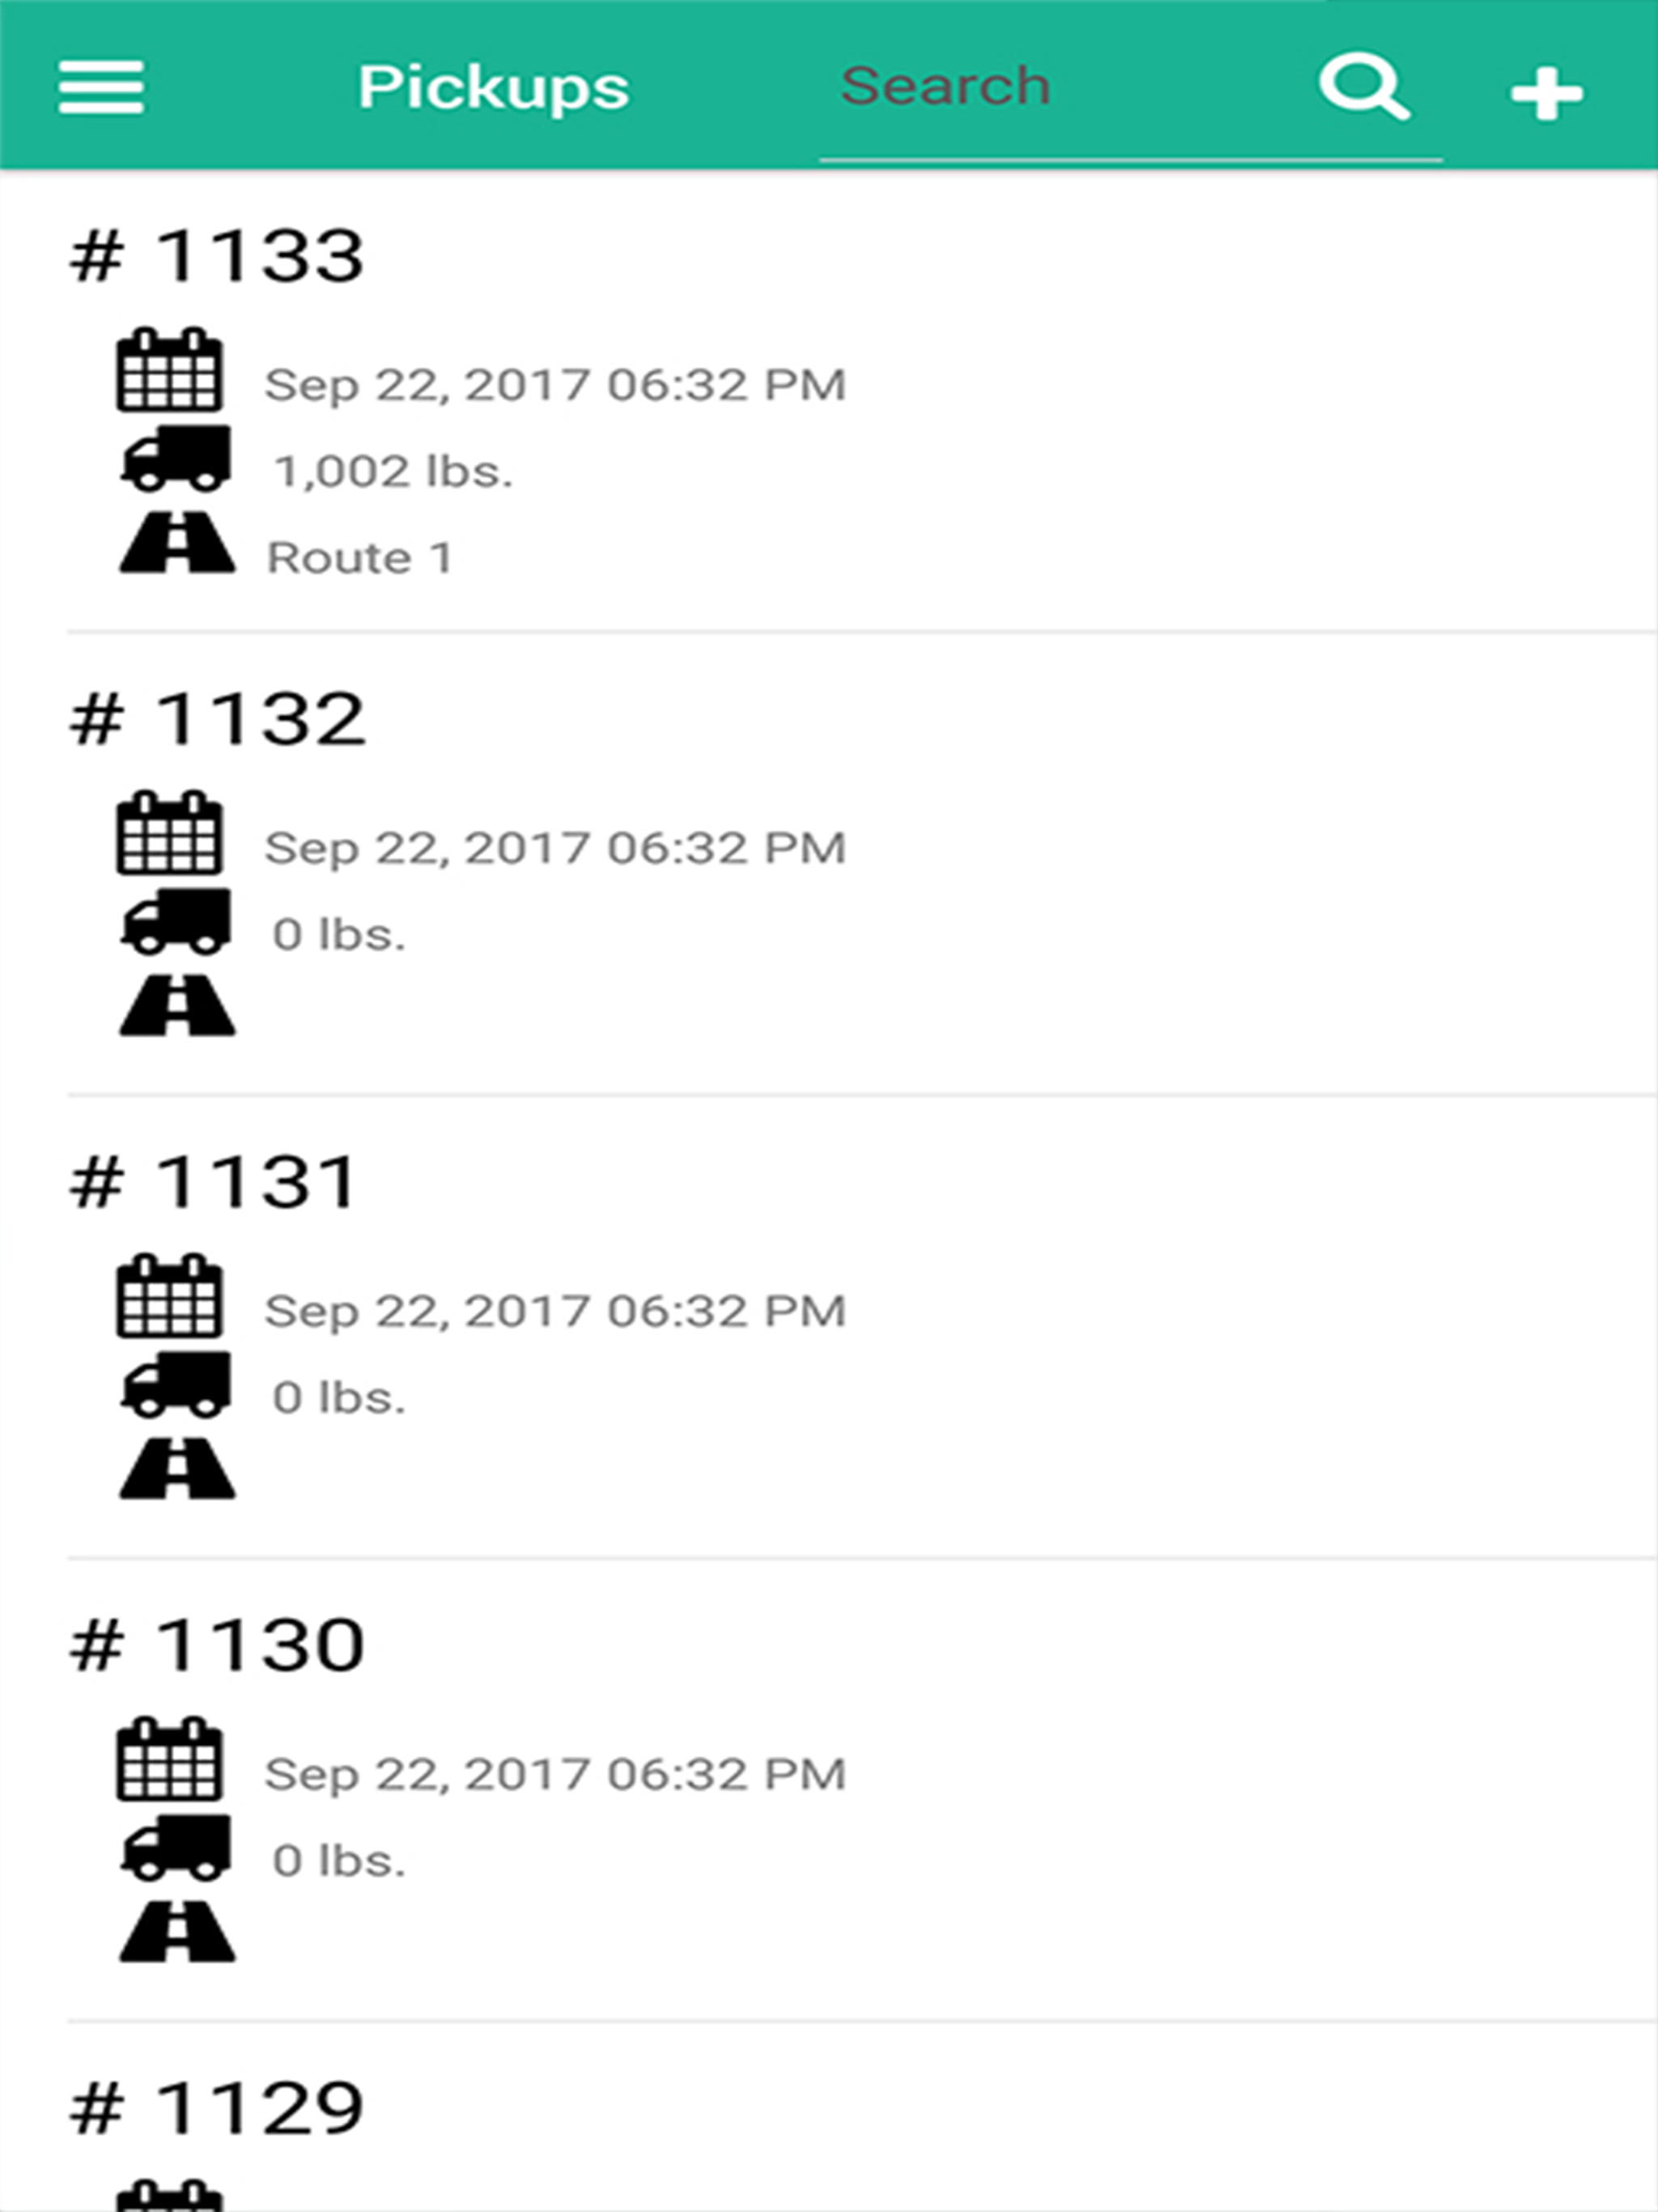 Pickups Search
# 1133
Sep 22, 2017 06:32 PM
1,002 lbs.
Route 1
# 1132
Sep 22, 2017 06:32 PM
0 lbs.
# 1131
Sep 22, 2017 06:32 PM
0 lbs.
# 1130
Sep 22, 2017 06:32 PM
0 lbs.
# 1129